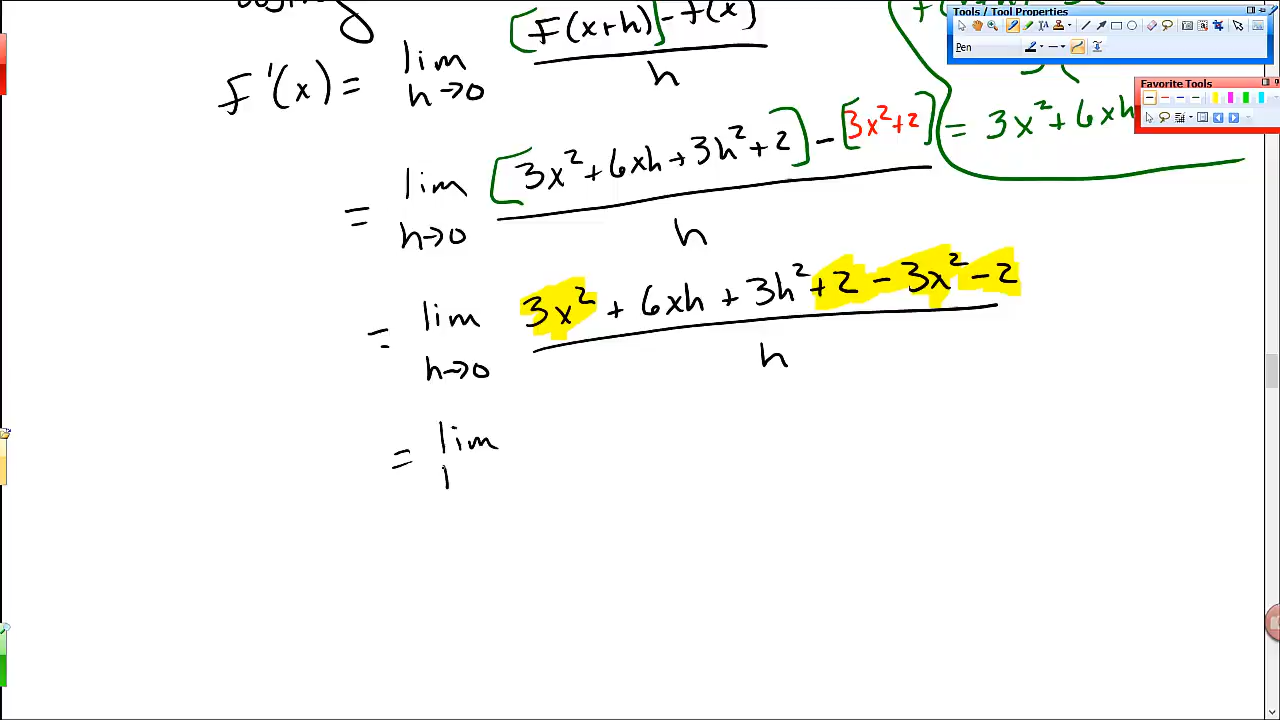 [F(x+h)] - F(x)
F'(x) = lim h→0 h
Tools / Tool Properties
Pen
Favorite Tools
[3x² + 6xh + 3h² + 2] - [3x² + 2] = 3x² + 6xh
= lim h→0 h
3x² + 6xh + 3h² + 2 - 3x² - 2
= lim h→0 h
= lim